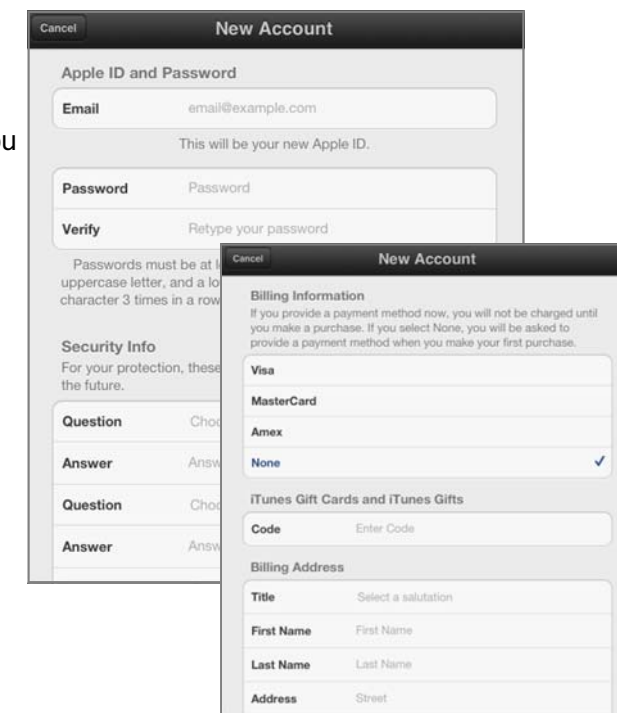 Cancel New Account
Apple ID and Password
Email email@example.com
This will be your new Apple ID.
Password Password
Verify Retype your password
Passwords must be at
uppercase letter, and a
character 3 times in a row
Security Info
For your protection, these
the future.
Question
Answer
Question
Answer
Cancel New Account
Billing Information
If you provide a payment method now, you will not be charged until
you make a purchase. If you select None, you will be asked to
provide a payment method when you make your first purchase.
Visa
MasterCard
Amex
None
iTunes Gift Cards and iTunes Gifts
Code Enter Code
Billing Address
Title Select a salutation
First Name First Name
Last Name Last Name
Address Street